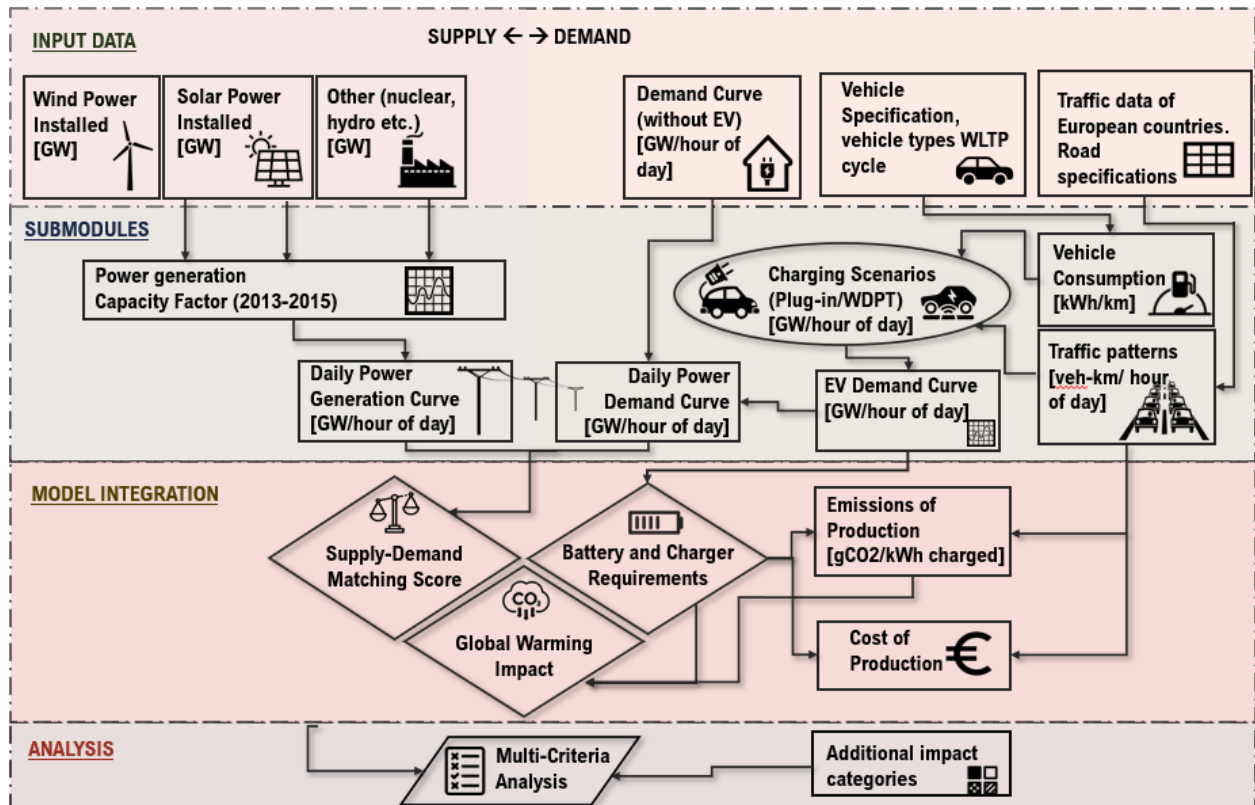 INPUT DATA
SUPPLY ← → DEMAND
Wind Power
Installed
[GW]
Solar Power
Installed
[GW]
Other (nuclear,
hydro etc.)
[GW]
Demand Curve
(without EV)
[GW/hour of
day]
Vehicle
Specification,
vehicle types WLTP
cycle
Traffic data of
European countries.
Road
specifications
SUBMODULES
Power generation
Capacity Factor (2013-2015)
Charging Scenarios
(Plug-in/WDPT)
[GW/hour of day]
Vehicle
Consumption
[kWh/km]
Daily Power
Generation Curve
[GW/hour of day]
Daily Power
Demand Curve
[GW/hour of day]
EV Demand Curve
[GW/hour of day]
Traffic patterns
[veh-km/ hour
of day]
MODEL INTEGRATION
Supply-Demand
Matching Score
Battery and Charger
Requirements
Emissions of
Production
[gCO2/kWh charged]
CO2
Global Warming
Impact
Cost of
Production
€
ANALYSIS
Multi-Criteria
Analysis
Additional impact
categories